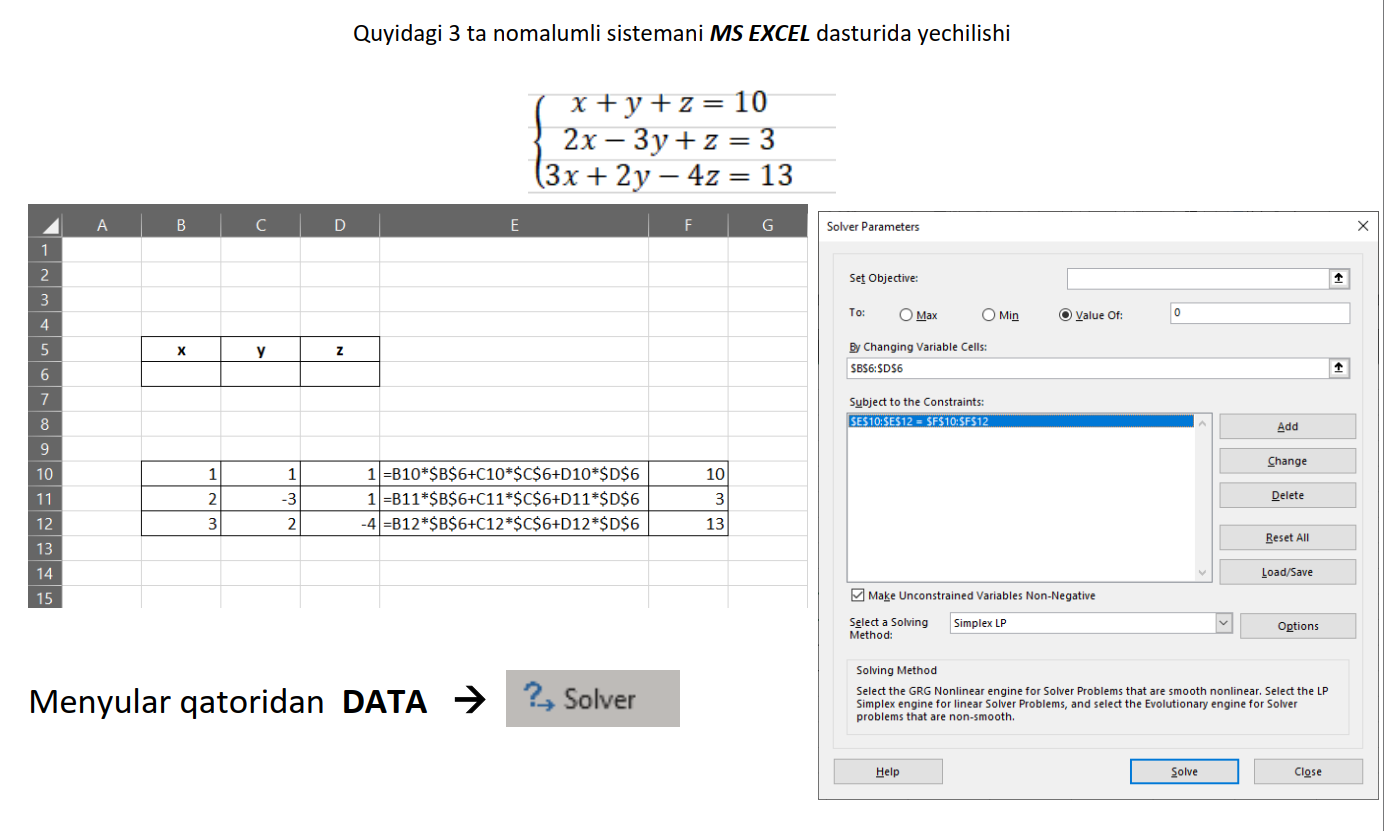 Quyidagi 3 ta nomalumli sistemani MS EXCEL dasturida yechilishi
x + y + z = 10
2x − 3y + z = 3
3x + 2y − 4z = 13
A B C D E F G
1
2
3
4
5 x y z
6
7
8
9
10 1 1 1 =B10*$B$6+C10*$C$6+D10*$D$6 10
11 2 -3 1 =B11*$B$6+C11*$C$6+D11*$D$6 3
12 3 2 -4 =B12*$B$6+C12*$C$6+D12*$D$6 13
13
14
15
Menyular qatoridan DATA → Solver
Solver Parameters
Set Objective:
To: Max Min Value Of: 0
By Changing Variable Cells:
$B$6:$D$6
Subject to the Constraints:
$E$10:$E$12 = $F$10:$F$12
Add
Change
Delete
Reset All
Load/Save
Make Unconstrained Variables Non-Negative
Select a Solving Method: Simplex LP Options
Solving Method
Select the GRG Nonlinear engine for Solver Problems that are smooth nonlinear. Select the LP
Simplex engine for linear Solver Problems, and select the Evolutionary engine for Solver
problems that are non-smooth.
Help Solve Close